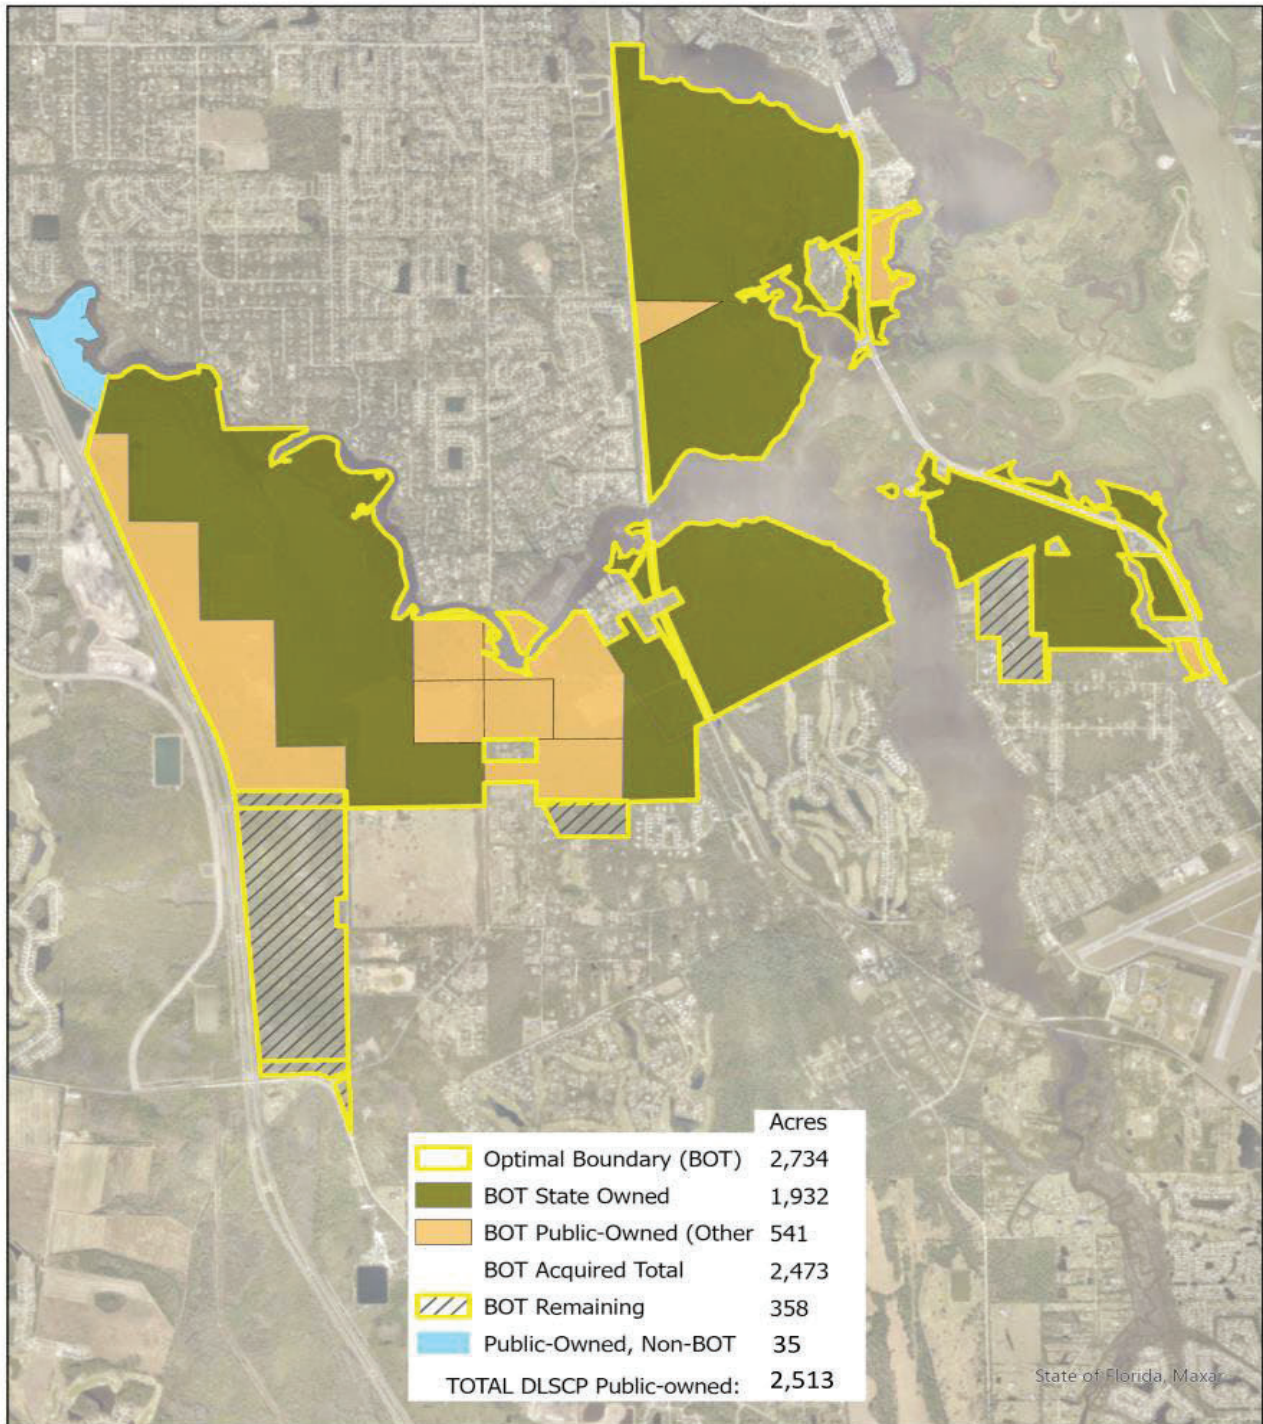 Acres
Optimal Boundary (BOT) 2,734
BOT State Owned 1,932
BOT Public-Owned (Other 541
BOT Acquired Total 2,473
BOT Remaining 358
Public-Owned, Non-BOT 35
TOTAL DLSCP Public-owned: 2,513
State of Florida, Maxar